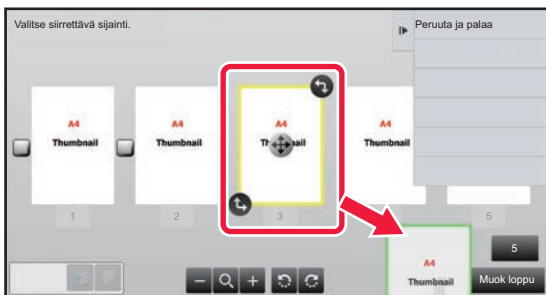 Valitse siirrettävä sijainti.
Peruuta ja palaa
A4
Thumbnail
A4
Thumbnail
A4
A4
Thumbnail
1
2
3
5
A4
Thumbnail
5
Muok loppu